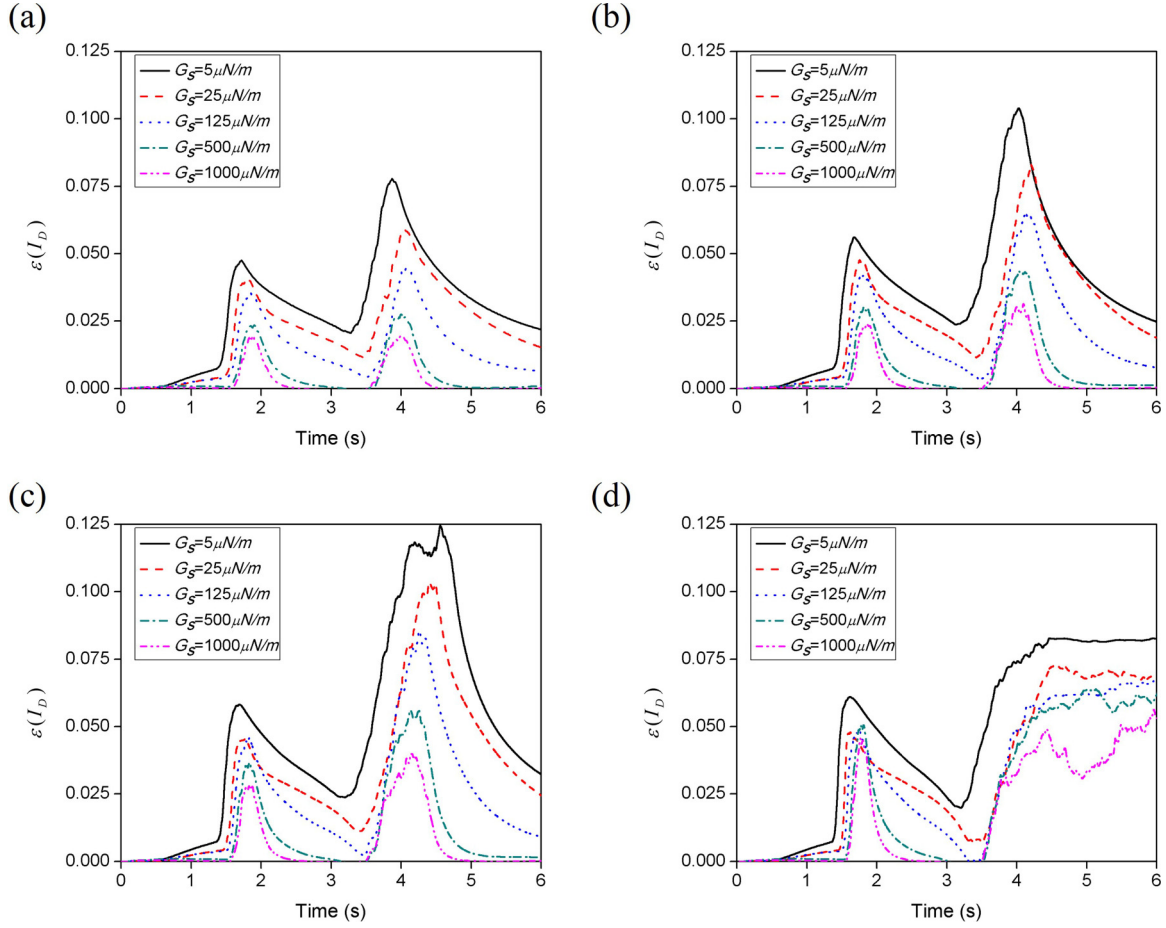 (a)
0.125
0.100
0.075
0.050
0.025
0.000
ε(I_D)
G_S=5μN/m
G_S=25μN/m
G_S=125μN/m
G_S=500μN/m
G_S=1000μN/m
0 1 2 3 4 5 6
Time (s)
(b)
0.125
0.100
0.075
0.050
0.025
0.000
ε(I_D)
G_S=5μN/m
G_S=25μN/m
G_S=125μN/m
G_S=500μN/m
G_S=1000μN/m
0 1 2 3 4 5 6
Time (s)
(c)
0.125
0.100
0.075
0.050
0.025
0.000
ε(I_D)
G_S=5μN/m
G_S=25μN/m
G_S=125μN/m
G_S=500μN/m
G_S=1000μN/m
0 1 2 3 4 5 6
Time (s)
(d)
0.125
0.100
0.075
0.050
0.025
0.000
ε(I_D)
G_S=5μN/m
G_S=25μN/m
G_S=125μN/m
G_S=500μN/m
G_S=1000μN/m
0 1 2 3 4 5 6
Time (s)